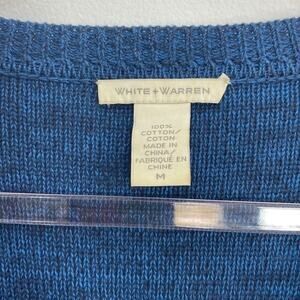 WHITE + WARREN
100%
COTTON/
COTON
MADE IN
CHINA/
FABRIQUÉ EN
CHINE
M